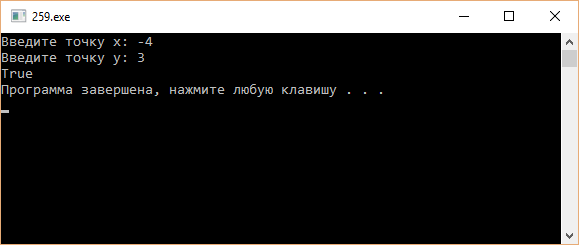 259.exe
Введите точку x: -4
Введите точку y: 3
True
Программа завершена, нажмите любую клавишу . . .